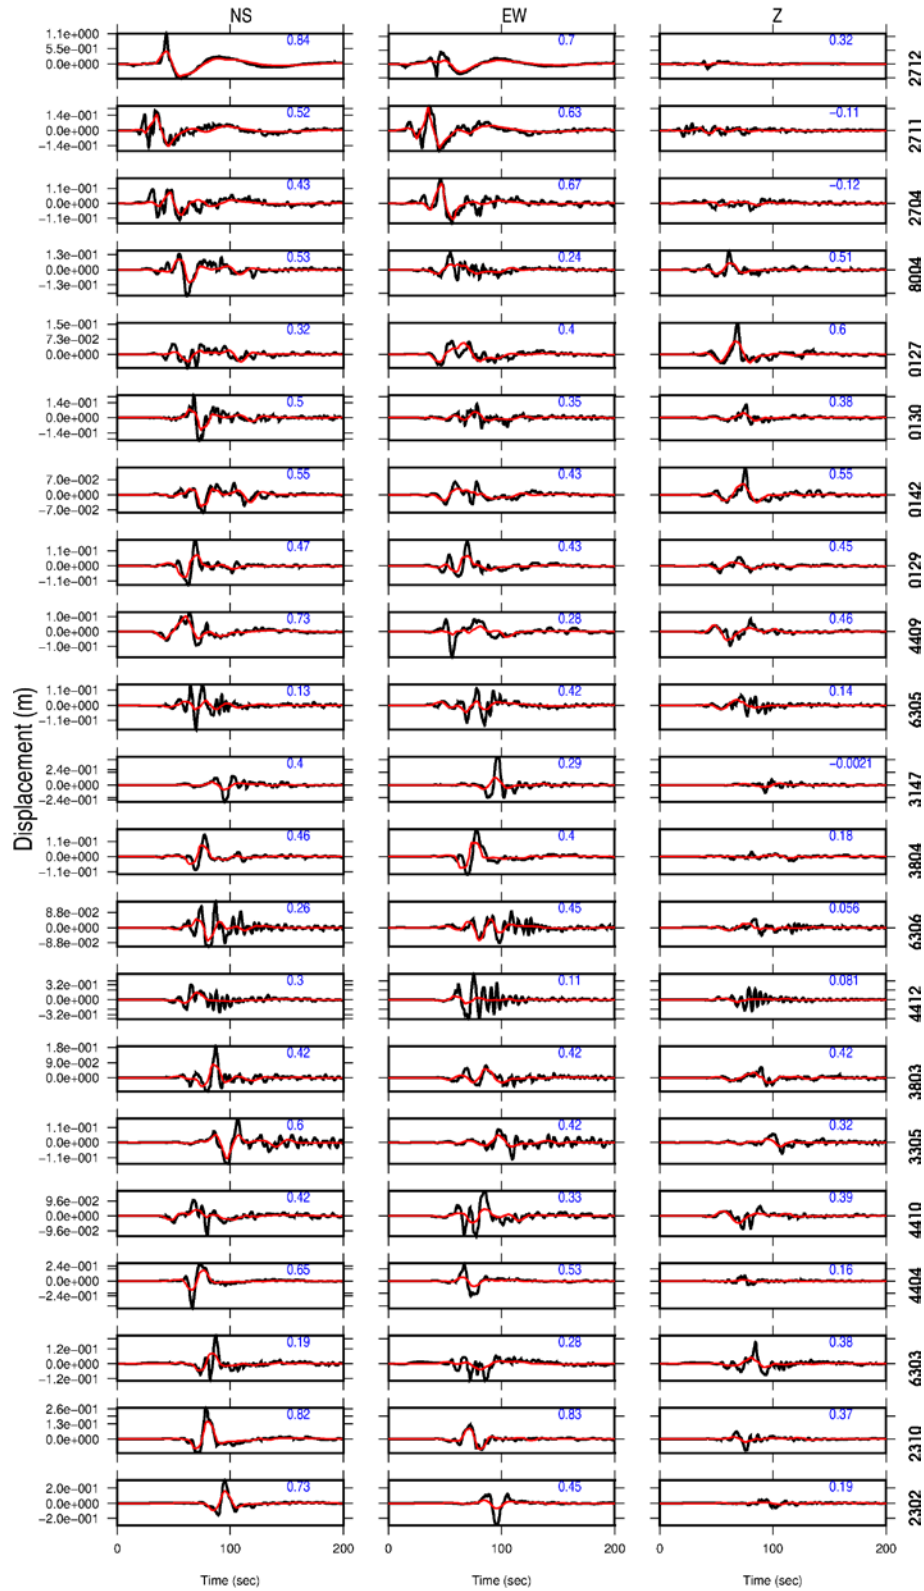 NS EW Z
1.1e+000 0.84 0.7 0.32 2712
5.5e−001
0.0e+000
1.4e−001 0.52 0.63 −0.11 2711
0.0e+000
−1.4e−001
1.1e−001 0.43 0.67 −0.12 2704
0.0e+000
−1.1e−001
1.3e−001 0.53 0.24 0.51 8004
0.0e+000
−1.3e−001
1.5e−001 0.32 0.4 0.6 0127
7.3e−002
0.0e+000
1.4e−001 0.5 0.35 0.38 0130
0.0e+000
−1.4e−001
7.0e−002 0.55 0.43 0.55 0142
0.0e+000
−7.0e−002
1.1e−001 0.47 0.43 0.45 0129
0.0e+000
−1.1e−001
1.0e−001 0.73 0.28 0.46 4409
0.0e+000
−1.0e−001
1.1e−001 0.13 0.42 0.14 6305
0.0e+000
−1.1e−001
Displacement (m)
2.4e−001 0.4 0.29 −0.0021 3147
0.0e+000
−2.4e−001
1.1e−001 0.46 0.4 0.18 3804
0.0e+000
−1.1e−001
8.8e−002 0.26 0.45 0.056 6306
0.0e+000
−8.8e−002
3.2e−001 0.3 0.11 0.081 4412
0.0e+000
−3.2e−001
1.8e−001 0.42 0.42 0.42 3803
9.0e−002
0.0e+000
1.1e−001 0.6 0.42 0.32 3305
0.0e+000
−1.1e−001
9.6e−002 0.42 0.33 0.39 4410
0.0e+000
−9.6e−002
2.4e−001 0.65 0.53 0.16 4404
0.0e+000
−2.4e−001
1.2e−001 0.19 0.28 0.38 6303
0.0e+000
−1.2e−001
2.6e−001 0.82 0.83 0.37 2310
1.3e−001
0.0e+000
2.0e−001 0.73 0.45 0.19 2302
0.0e+000
−2.0e−001
0 100 200 0 100 200 0 100 200
Time (sec) Time (sec) Time (sec)